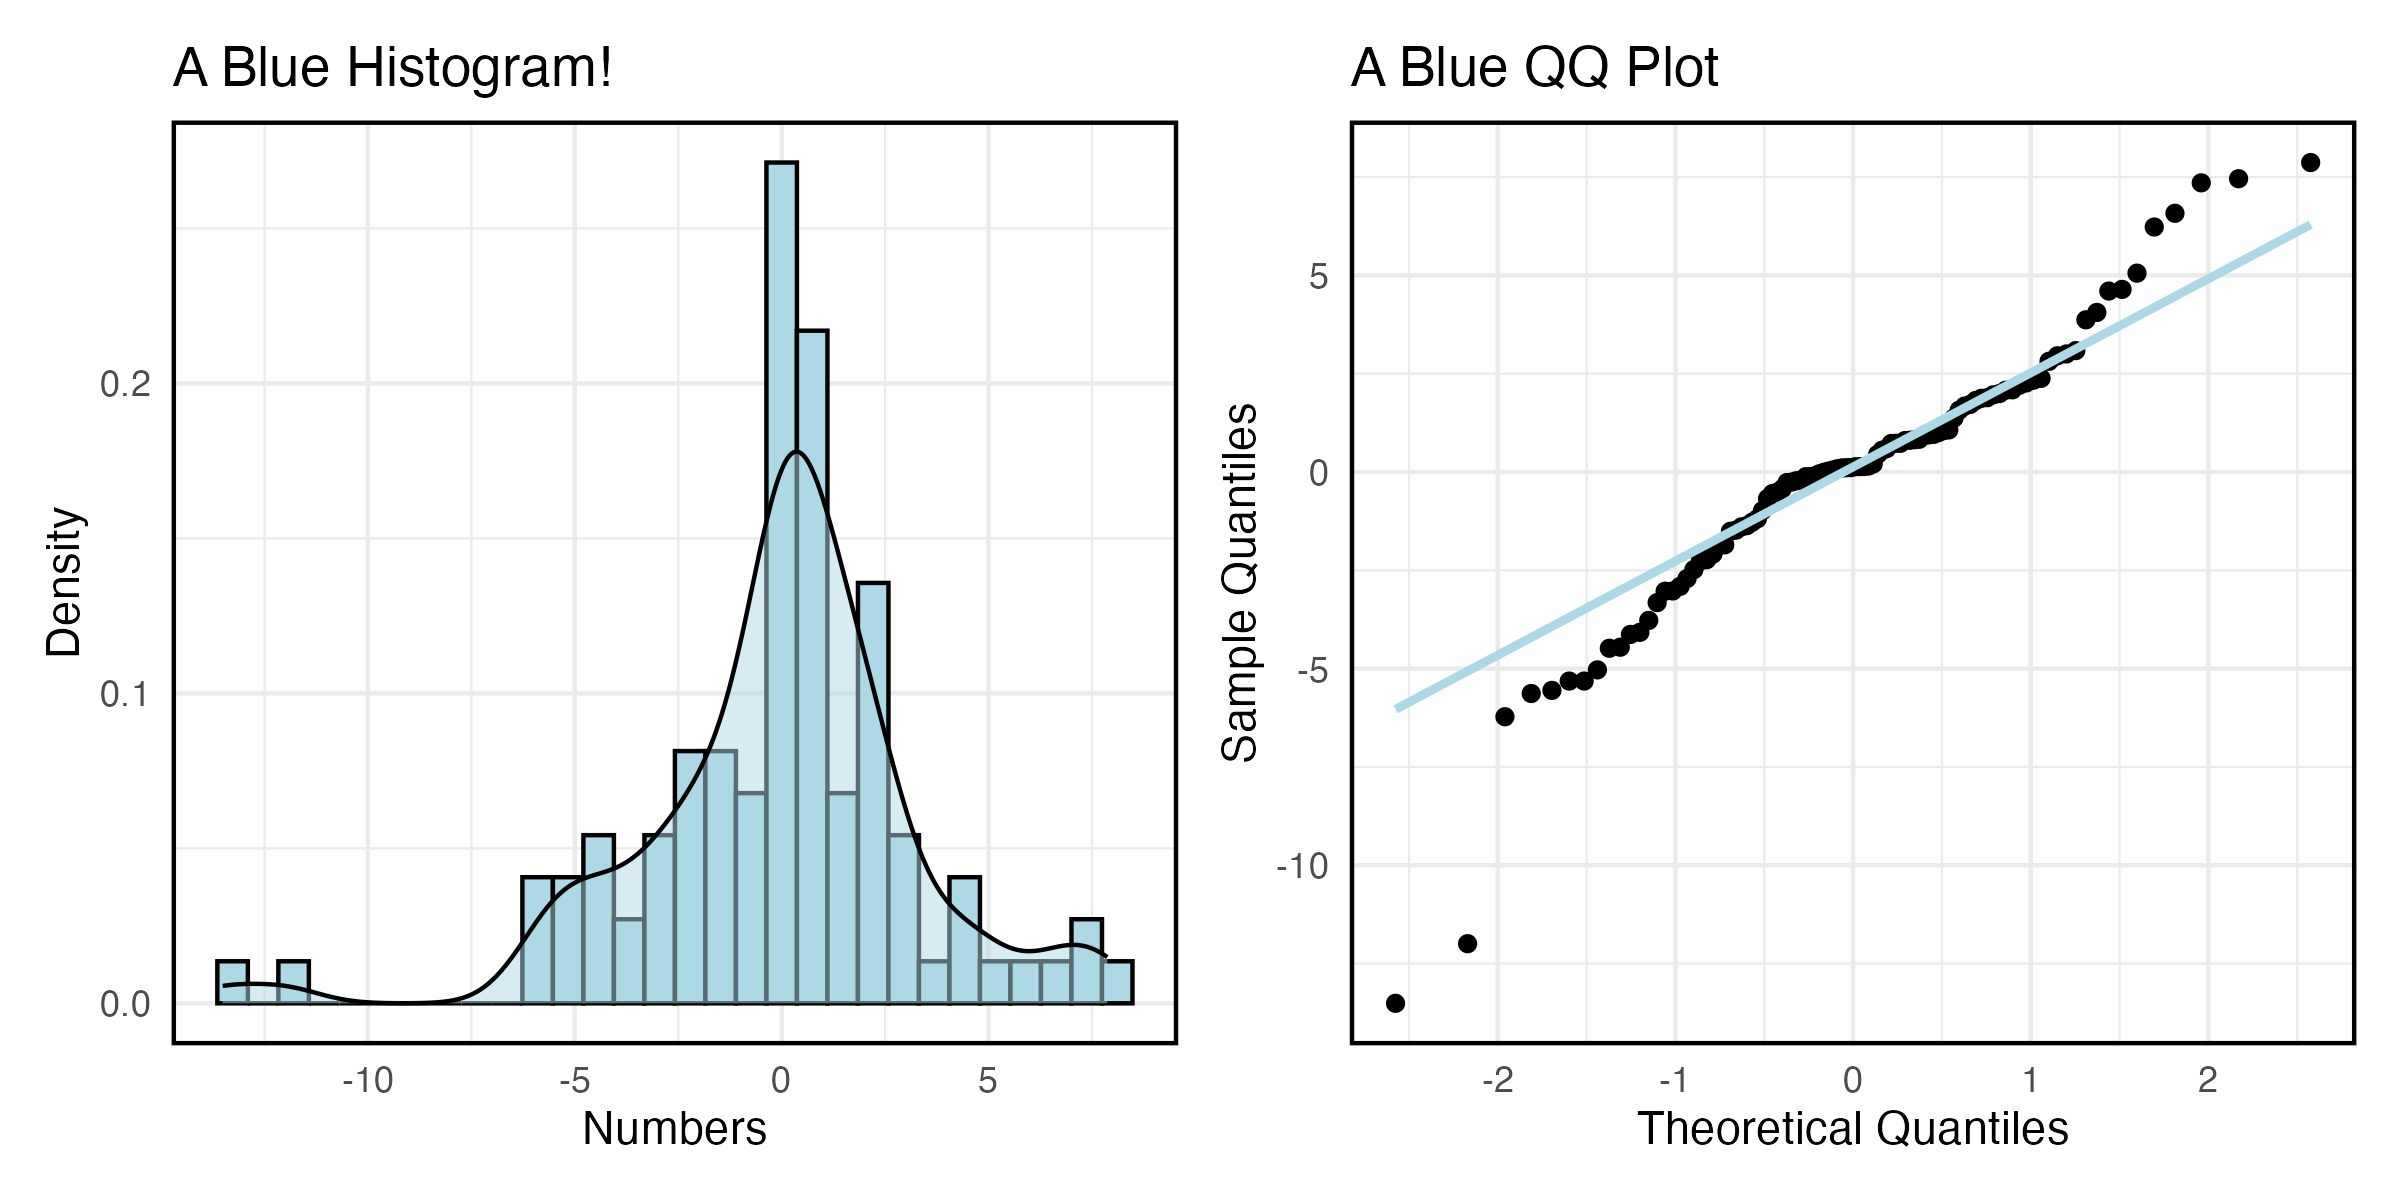 A Blue Histogram!
Density
0.2
0.1
0.0
-10 -5 0 5
Numbers
A Blue QQ Plot
Sample Quantiles
5
0
-5
-10
-2 -1 0 1 2
Theoretical Quantiles